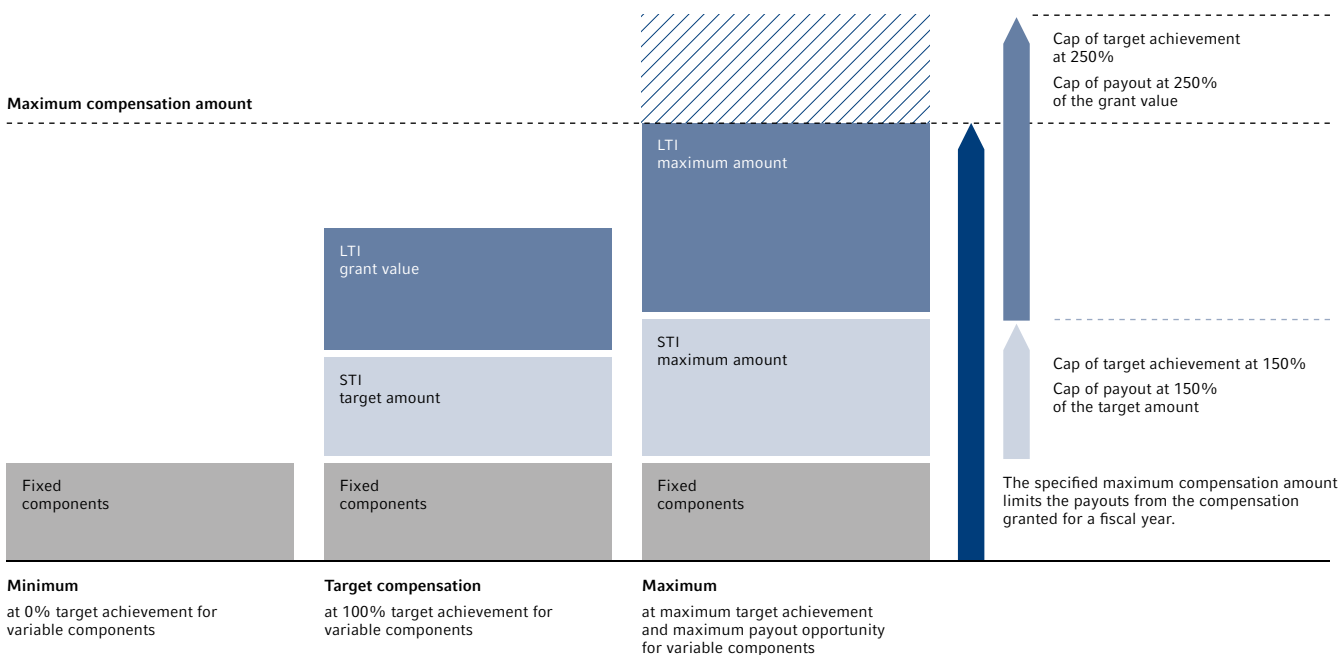 Cap of target achievement
at 250%
Cap of payout at 250%
of the grant value
Maximum compensation amount
LTI
maximum amount
LTI
grant value
STI
maximum amount
STI
target amount
Cap of target achievement at 150%
Cap of payout at 150%
of the target amount
Fixed
components
Fixed
components
Fixed
components
The specified maximum compensation amount
limits the payouts from the compensation
granted for a fiscal year.
Minimum
at 0% target achievement for
variable components
Target compensation
at 100% target achievement for
variable components
Maximum
at maximum target achievement
and maximum payout opportunity
for variable components